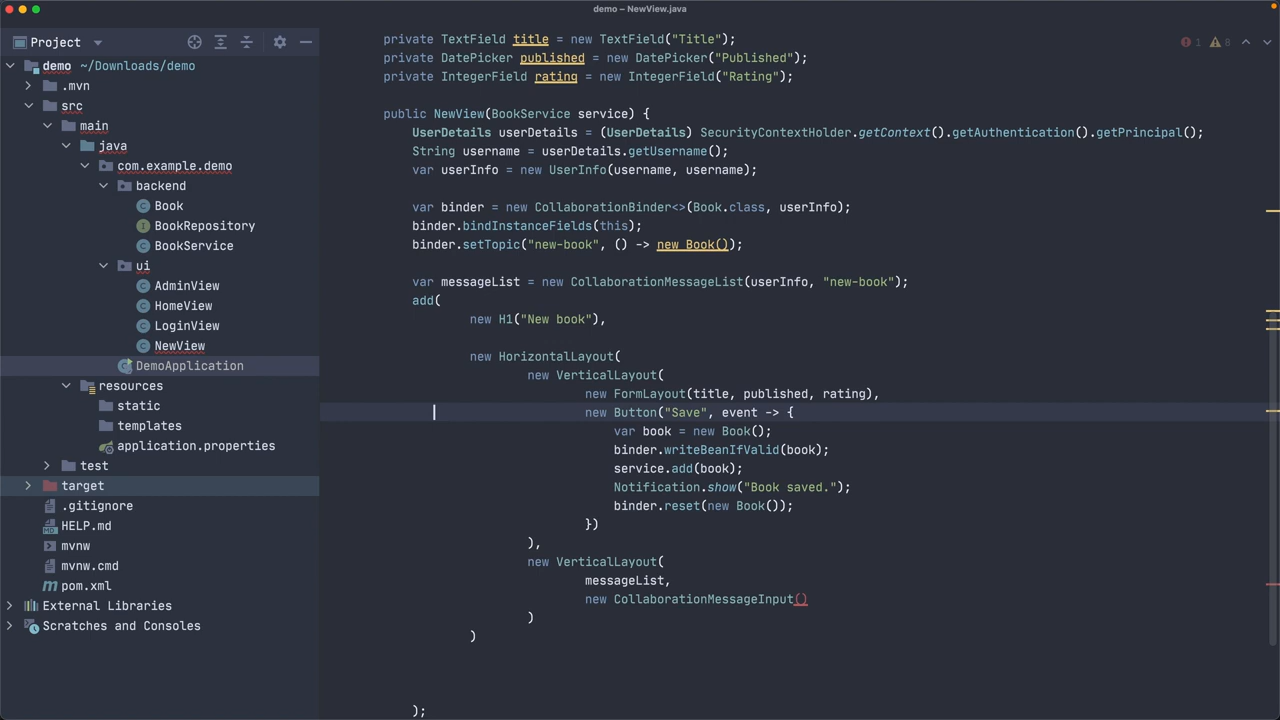 demo – NewView.java
Project
demo ~/Downloads/demo
.mvn
src
main
java
com.example.demo
backend
Book
BookRepository
BookService
ui
AdminView
HomeView
LoginView
NewView
DemoApplication
resources
static
templates
application.properties
test
target
.gitignore
HELP.md
mvnw
mvnw.cmd
pom.xml
External Libraries
Scratches and Consoles
1 8
private TextField title = new TextField("Title");
private DatePicker published = new DatePicker("Published");
private IntegerField rating = new IntegerField("Rating");
public NewView(BookService service) {
UserDetails userDetails = (UserDetails) SecurityContextHolder.getContext().getAuthentication().getPrincipal();
String username = userDetails.getUsername();
var userInfo = new UserInfo(username, username);
var binder = new CollaborationBinder<>(Book.class, userInfo);
binder.bindInstanceFields(this);
binder.setTopic("new-book", () -> new Book());
var messageList = new CollaborationMessageList(userInfo, "new-book");
add(
new H1("New book"),
new HorizontalLayout(
new VerticalLayout(
new FormLayout(title, published, rating),
new Button("Save", event -> {
var book = new Book();
binder.writeBeanIfValid(book);
service.add(book);
Notification.show("Book saved.");
binder.reset(new Book());
})
),
new VerticalLayout(
messageList,
new CollaborationMessageInput()
)
)
);